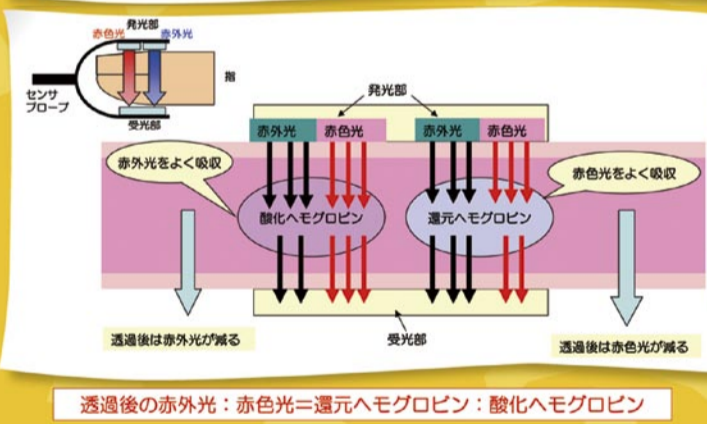 発光部
赤色光
赤外光
指
センサ
プローブ
受光部
発光部
赤外光
赤色光
赤外光
赤色光
赤外光をよく吸収
赤色光をよく吸収
酸化ヘモグロビン
還元ヘモグロビン
受光部
透過後は赤外光が減る
透過後は赤色光が減る
透過後の赤外光：赤色光＝還元ヘモグロビン：酸化ヘモグロビン